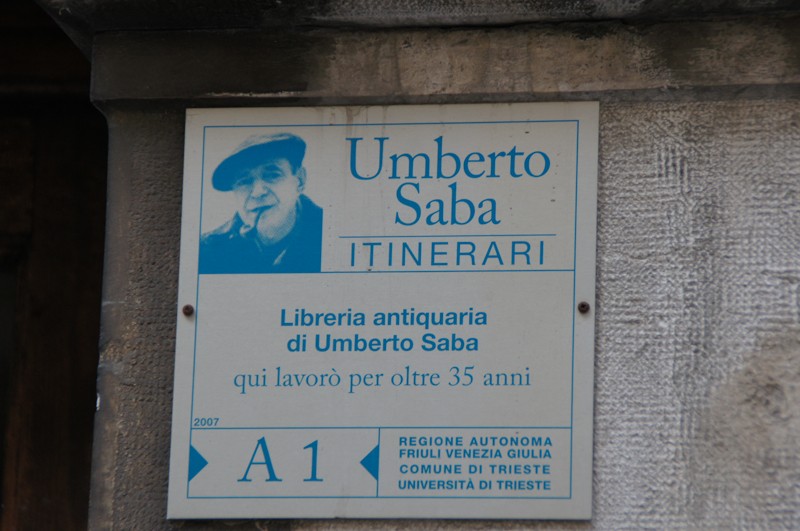 Umberto
Saba
ITINERARI
Libreria antiquaria
di Umberto Saba
qui lavorò per oltre 35 anni
2007
A 1
REGIONE AUTONOMA
FRIULI VENEZIA GIULIA
COMUNE DI TRIESTE
UNIVERSITÀ DI TRIESTE